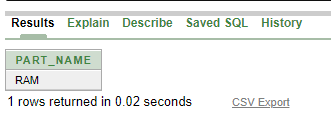 Results Explain Describe Saved SQL History
PART_NAME
RAM
1 rows returned in 0.02 seconds CSV Export